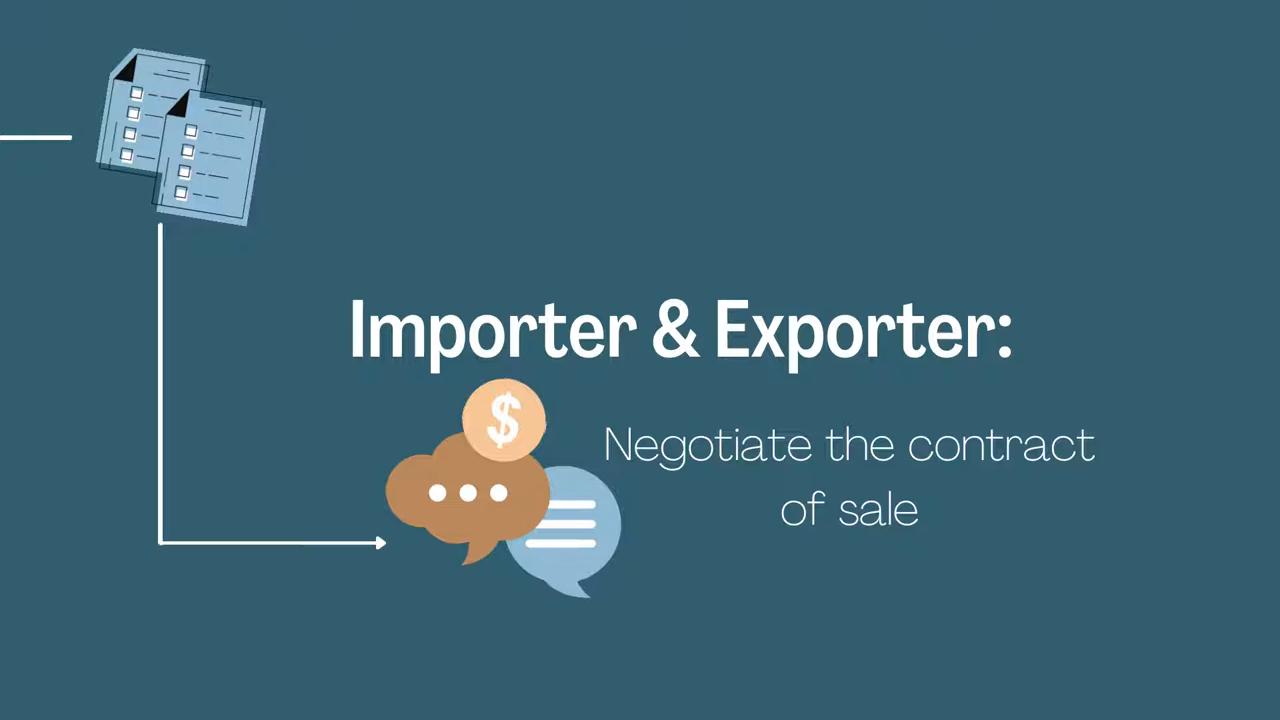 Importer & Exporter:
$
Negotiate the contract
of sale